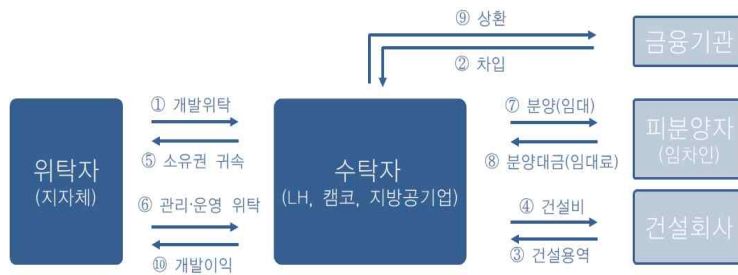 ⑨ 상환
② 차입
금융기관
① 개발위탁
⑤ 소유권 귀속
⑥ 관리·운영 위탁
⑩ 개발이익
위탁자
(지자체)
수탁자
(LH, 캠코, 지방공기업)
⑦ 분양(임대)
⑧ 분양대금(임대료)
④ 건설비
③ 건설용역
피분양자
(임차인)
건설회사